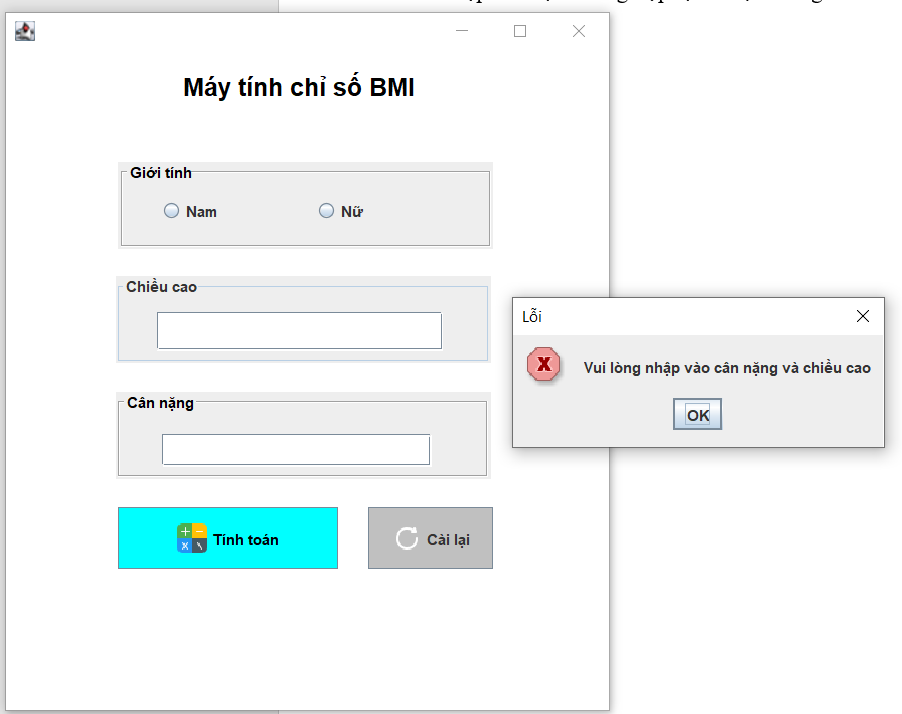 Máy tính chỉ số BMI
Giới tính
Nam
Nữ
Chiều cao
Cân nặng
Tính toán
Cài lại
Lỗi
Vui lòng nhập vào cân nặng và chiều cao
OK